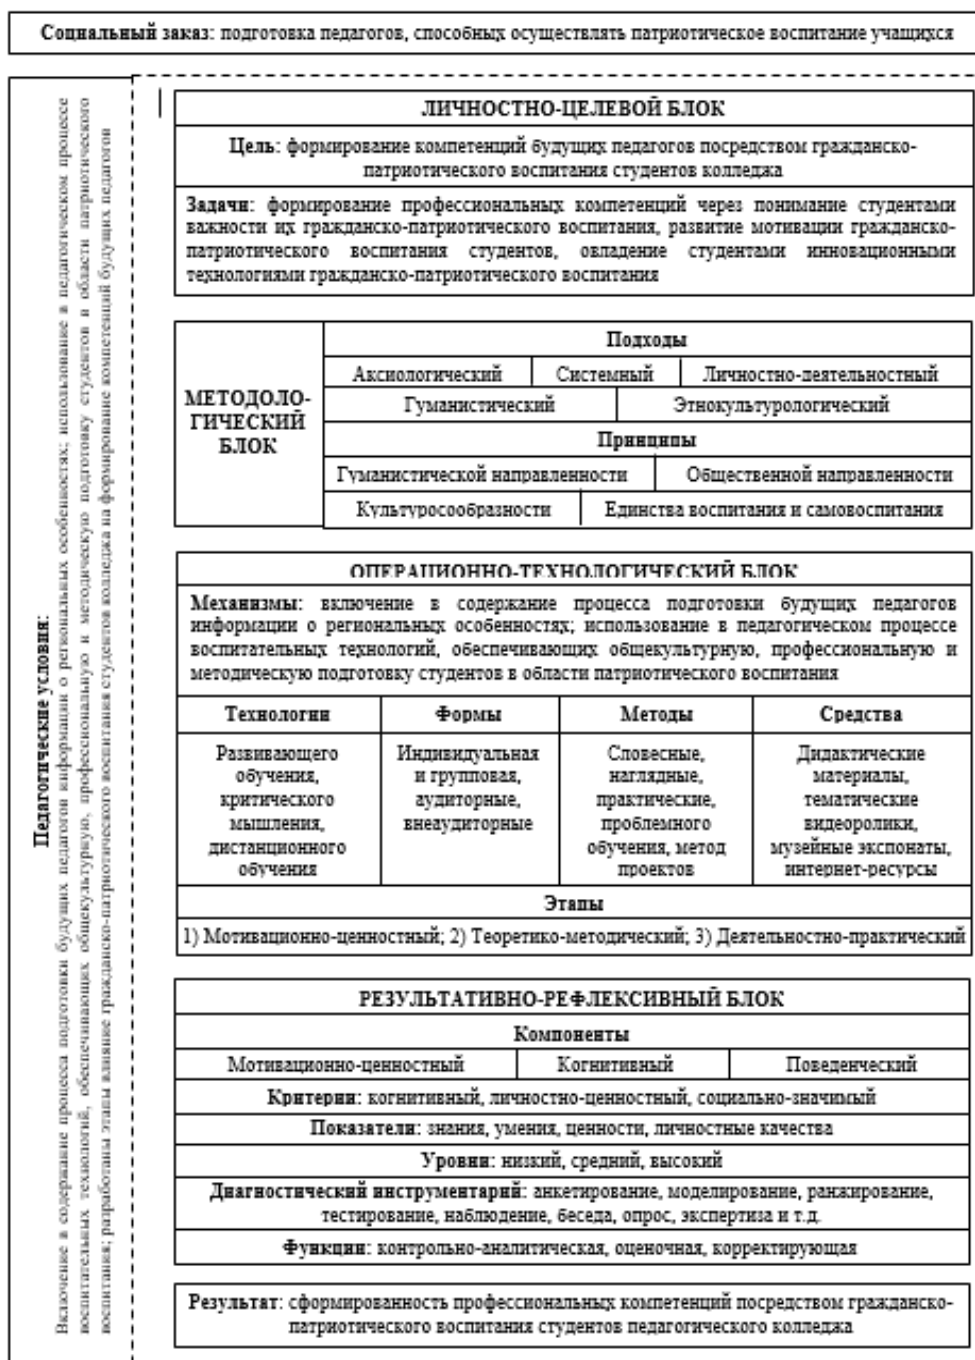 Социальный заказ: подготовка педагогов, способных осуществлять патриотическое воспитание учащихся
Педагогические условия:
Включение в содержание процесса подготовки будущих педагогов информации о региональных особенностях; использование в педагогическом процессе
воспитательных технологий, обеспечивающих общекультурную, профессиональную и методическую подготовку студентов в области патриотического
воспитания; разработаны этапы влияние гражданско-патриотического воспитания студентов колледжа на формирование компетенций будущих педагогов
ЛИЧНОСТНО-ЦЕЛЕВОЙ БЛОК
Цель: формирование компетенций будущих педагогов посредством гражданско-
патриотического воспитания студентов колледжа
Задачи: формирование профессиональных компетенций через понимание студентами
важности их гражданско-патриотического воспитания, развитие мотивации гражданско-
патриотического воспитания студентов, овладение студентами инновационными
технологиями гражданско-патриотического воспитания
МЕТОДОЛО-
ГИЧЕСКИЙ
БЛОК
Подходы
Аксиологический Системный Личностно-деятельностный
Гуманистический Этнокультурологический
Принципы
Гуманистической направленности Общественной направленности
Культуросообразности Единства воспитания и самовоспитания
ОПЕРАЦИОННО-ТЕХНОЛОГИЧЕСКИЙ БЛОК
Механизмы: включение в содержание процесса подготовки будущих педагогов
информации о региональных особенностях; использование в педагогическом процессе
воспитательных технологий, обеспечивающих общекультурную, профессиональную и
методическую подготовку студентов в области патриотического воспитания
Технологии
Развивающего
обучения,
критического
мышления,
дистанционного
обучения
Формы
Индивидуальная
и групповая,
аудиторные,
внеаудиторные
Методы
Словесные,
наглядные,
практические,
проблемного
обучения, метод
проектов
Средства
Дидактические
материалы,
тематические
видеоролики,
музейные экспонаты,
интернет-ресурсы
Этапы
1) Мотивационно-ценностный; 2) Теоретико-методический; 3) Деятельностно-практический
РЕЗУЛЬТАТИВНО-РЕФЛЕКСИВНЫЙ БЛОК
Компоненты
Мотивационно-ценностный Когнитивный Поведенческий
Критерии: когнитивный, личностно-ценностный, социально-значимый
Показатели: знания, умения, ценности, личностные качества
Уровни: низкий, средний, высокий
Диагностический инструментарий: анкетирование, моделирование, ранжирование,
тестирование, наблюдение, беседа, опрос, экспертиза и т.д.
Функции: контрольно-аналитическая, оценочная, корректирующая
Результат: сформированность профессиональных компетенций посредством гражданско-
патриотического воспитания студентов педагогического колледжа